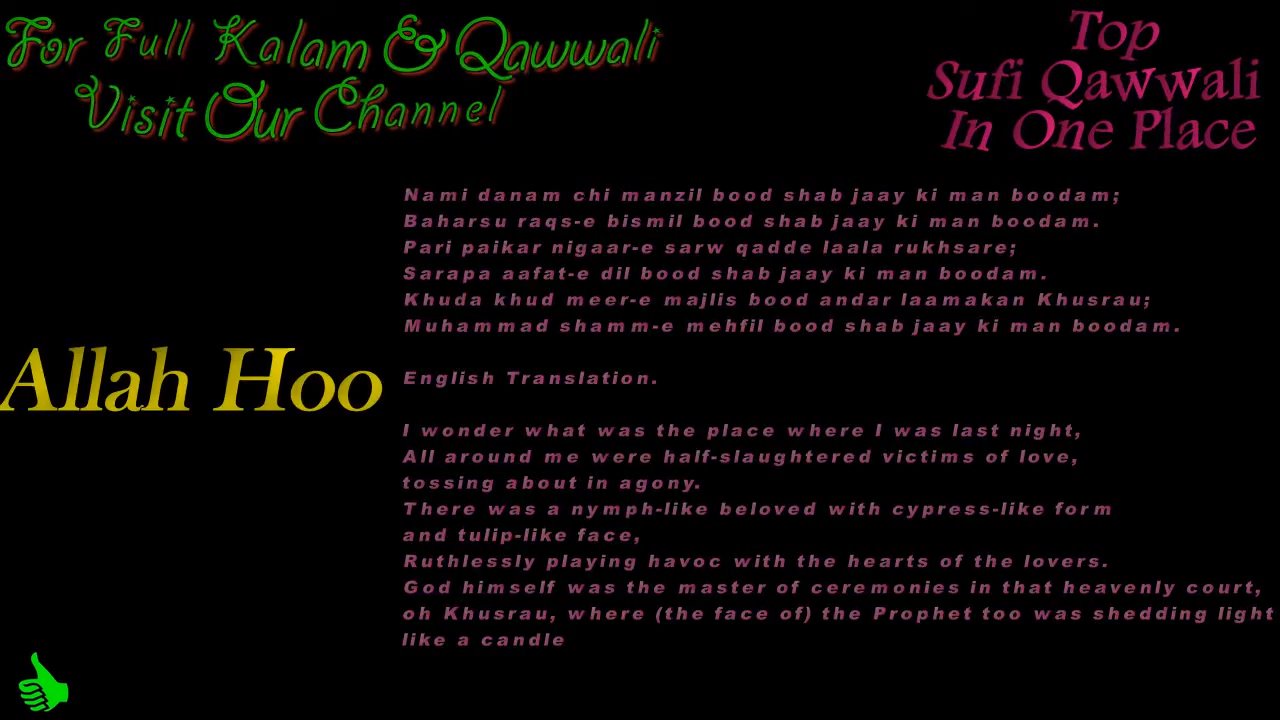 For Full Kalam & Qawwali
Visit Our Channel
Top
Sufi Qawwali
In One Place
Allah Hoo
Nami danam chi manzil bood shab jaay ki man boodam;
Baharsu raqs-e bismil bood shab jaay ki man boodam.
Pari paikar nigaar-e sarw qadde laala rukhsare;
Sarapa aafat-e dil bood shab jaay ki man boodam.
Khuda khud meer-e majlis bood andar laamakan Khusrau;
Muhammad shamm-e mehfil bood shab jaay ki man boodam.
English Translation.
I wonder what was the place where I was last night,
All around me were half-slaughtered victims of love,
tossing about in agony.
There was a nymph-like beloved with cypress-like form
and tulip-like face,
Ruthlessly playing havoc with the hearts of the lovers.
God himself was the master of ceremonies in that heavenly court,
oh Khusrau, where (the face of) the Prophet too was shedding light
like a candle